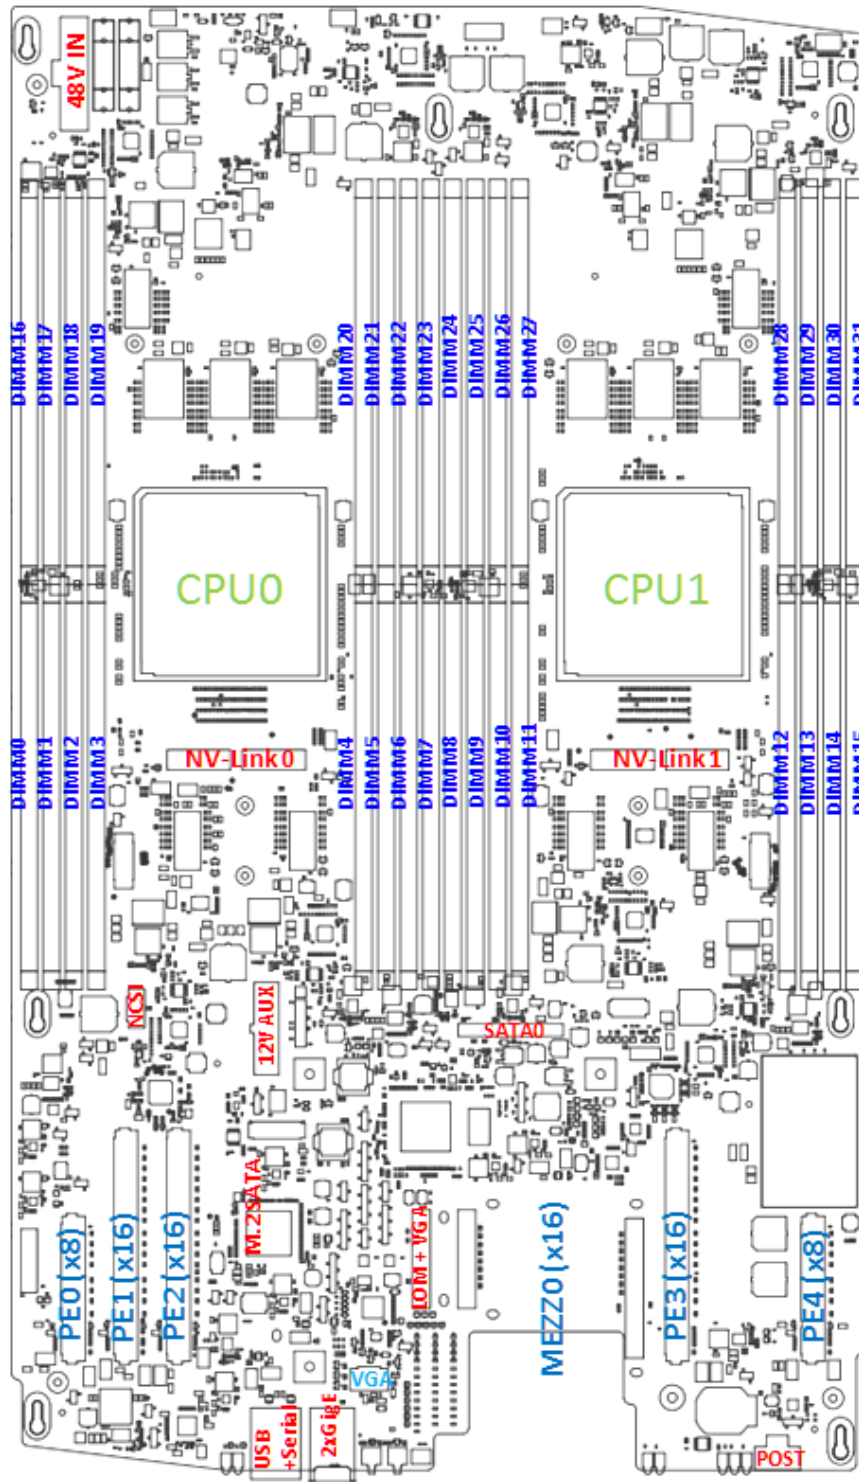 48V IN
DIMM16
DIMM17
DIMM18
DIMM19
DIMM20
DIMM21
DIMM22
DIMM23
DIMM24
DIMM25
DIMM26
DIMM27
DIMM28
DIMM29
DIMM30
DIMM31
CPU0
CPU1
DIMM0
DIMM1
DIMM2
DIMM3
NV-Link0
DIMM4
DIMM5
DIMM6
DIMM7
DIMM8
DIMM9
DIMM10
DIMM11
NV-Link1
DIMM12
DIMM13
DIMM14
DIMM15
NCSI
12V AUX
SATA0
M.2SATA
IOM + VGA
PE0 (x8)
PE1 (x16)
PE2 (x16)
MEZZ0 (x16)
PE3 (x16)
PE4 (x8)
VGA
USB
+Serial
2xGigE
POST